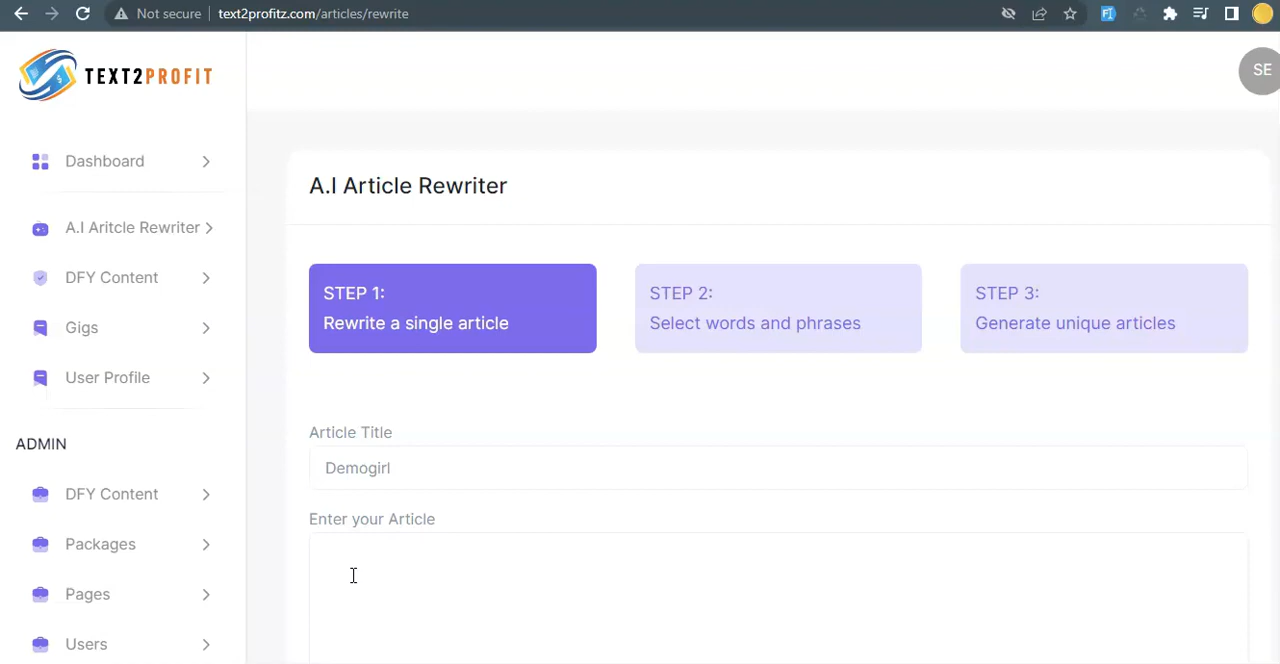 Not secure text2profitz.com/articles/rewrite
TEXT2PROFIT
SE
Dashboard
A.I Aritcle Rewriter
DFY Content
Gigs
User Profile
ADMIN
DFY Content
Packages
Pages
Users
A.I Article Rewriter
STEP 1:
Rewrite a single article
STEP 2:
Select words and phrases
STEP 3:
Generate unique articles
Article Title
Demogirl
Enter your Article